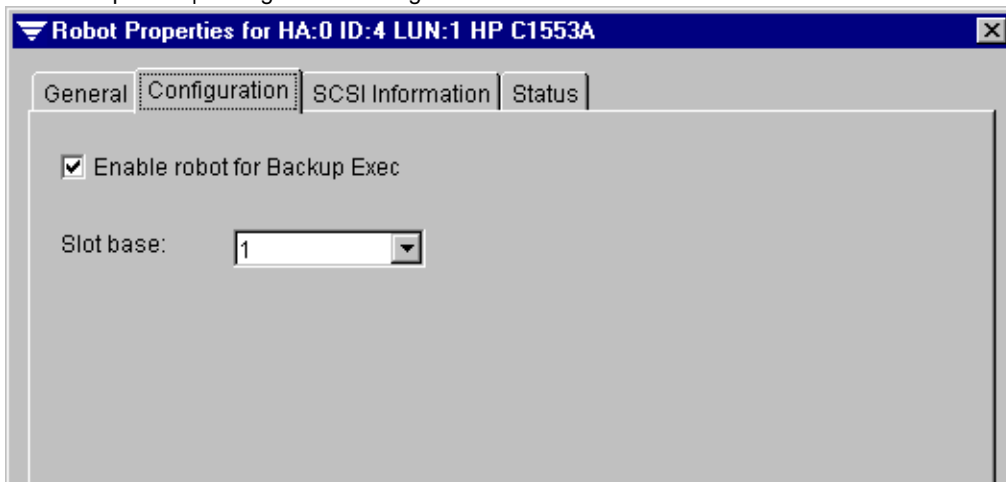 Robot Properties for HA:0 ID:4 LUN:1 HP C1553A
General Configuration SCSI Information Status
Enable robot for Backup Exec
Slot base: 1